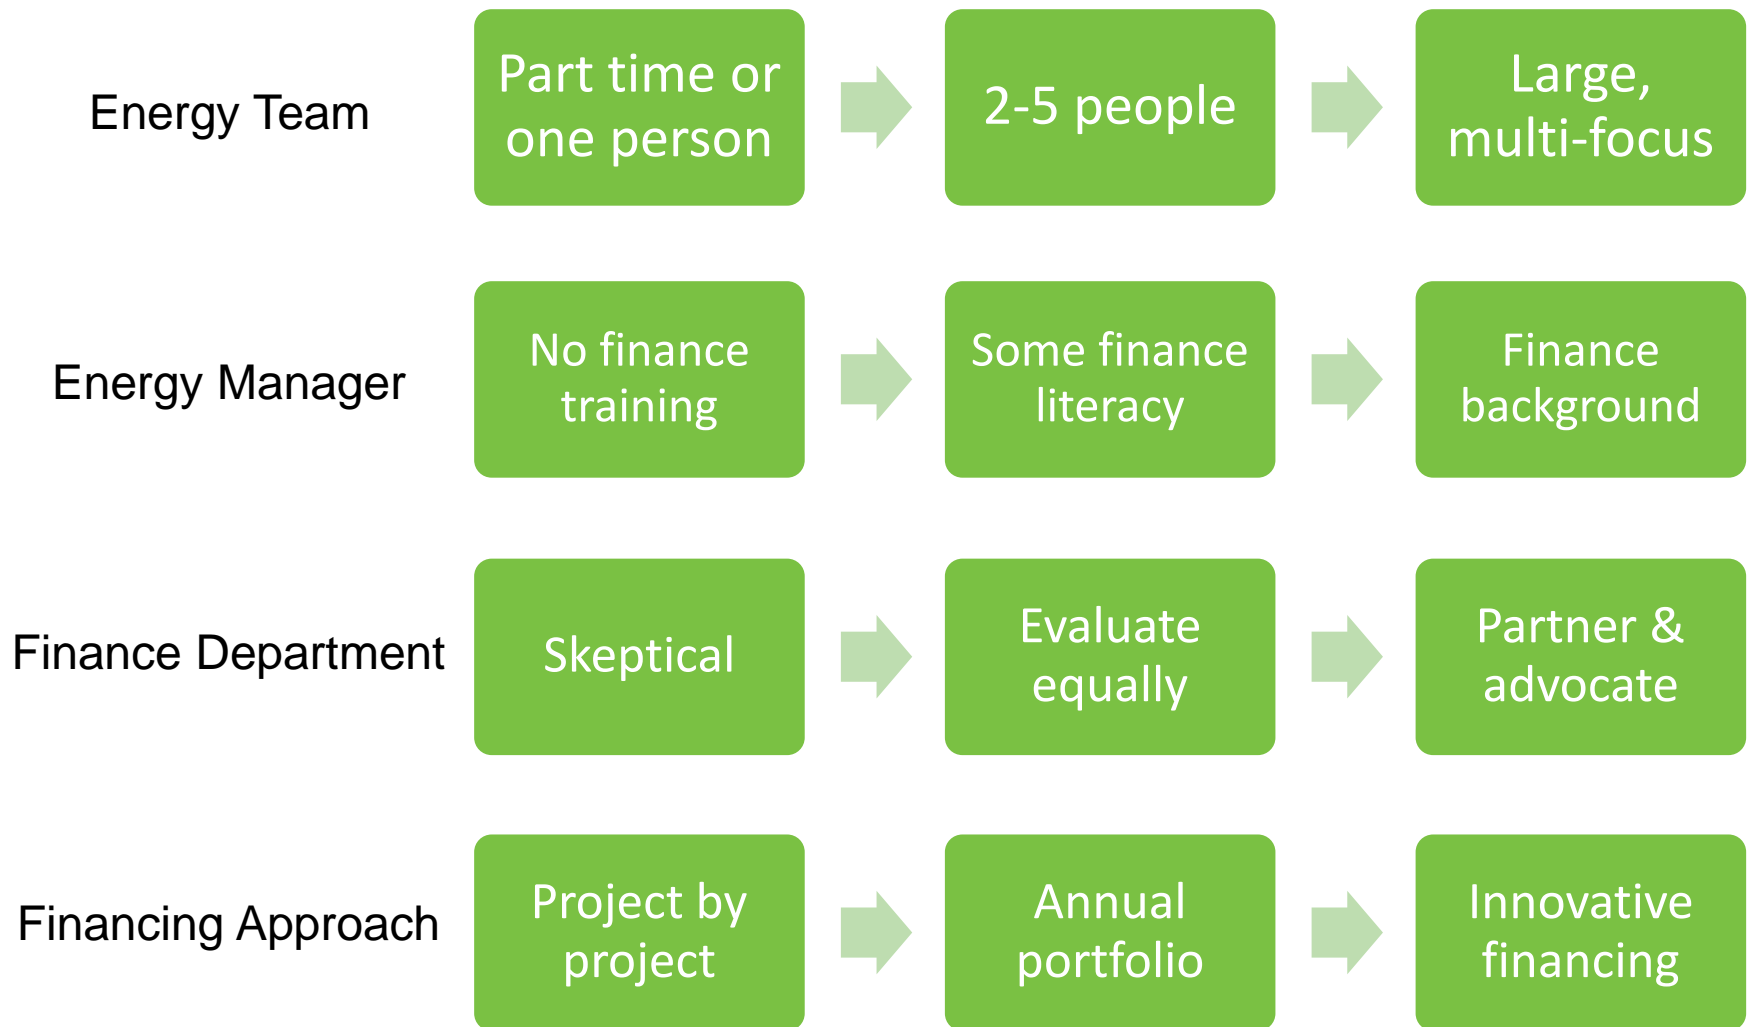 Energy Team
Part time or
one person
2-5 people
Large,
multi-focus
Energy Manager
No finance
training
Some finance
literacy
Finance
background
Finance Department
Skeptical
Evaluate
equally
Partner &
advocate
Financing Approach
Project by
project
Annual
portfolio
Innovative
financing